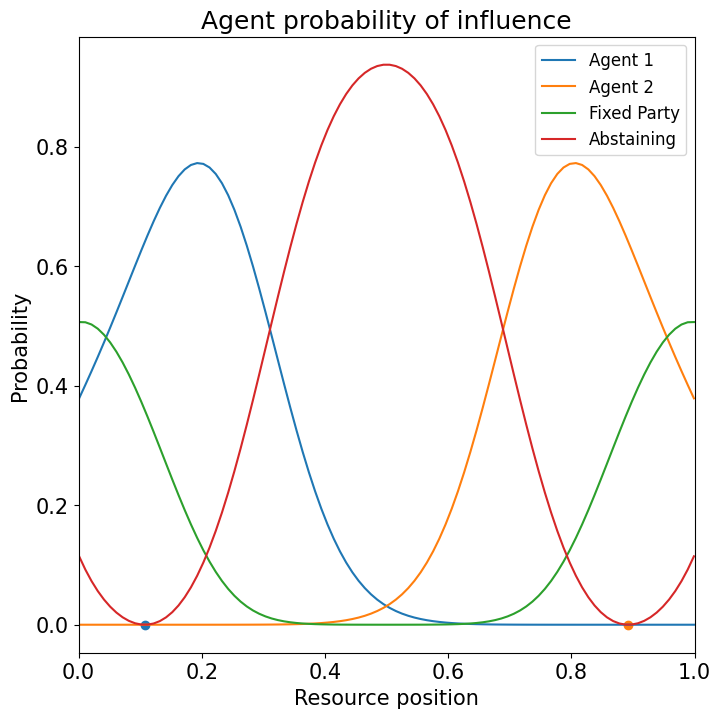 Agent probability of influence
Agent 1
Agent 2
Fixed Party
Abstaining
Probability
0.8
0.6
0.4
0.2
0.0
0.0
0.2
0.4
0.6
0.8
1.0
Resource position